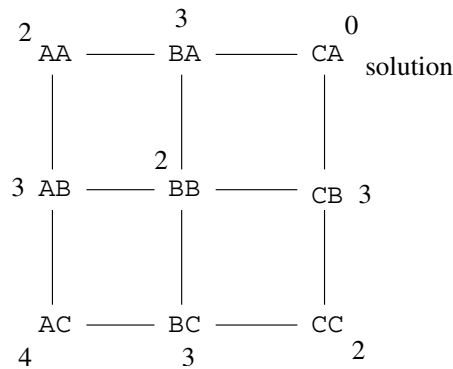 2 3 0
AA BA CA
solution
2
3 AB BB CB 3
AC BC CC
4 3 2